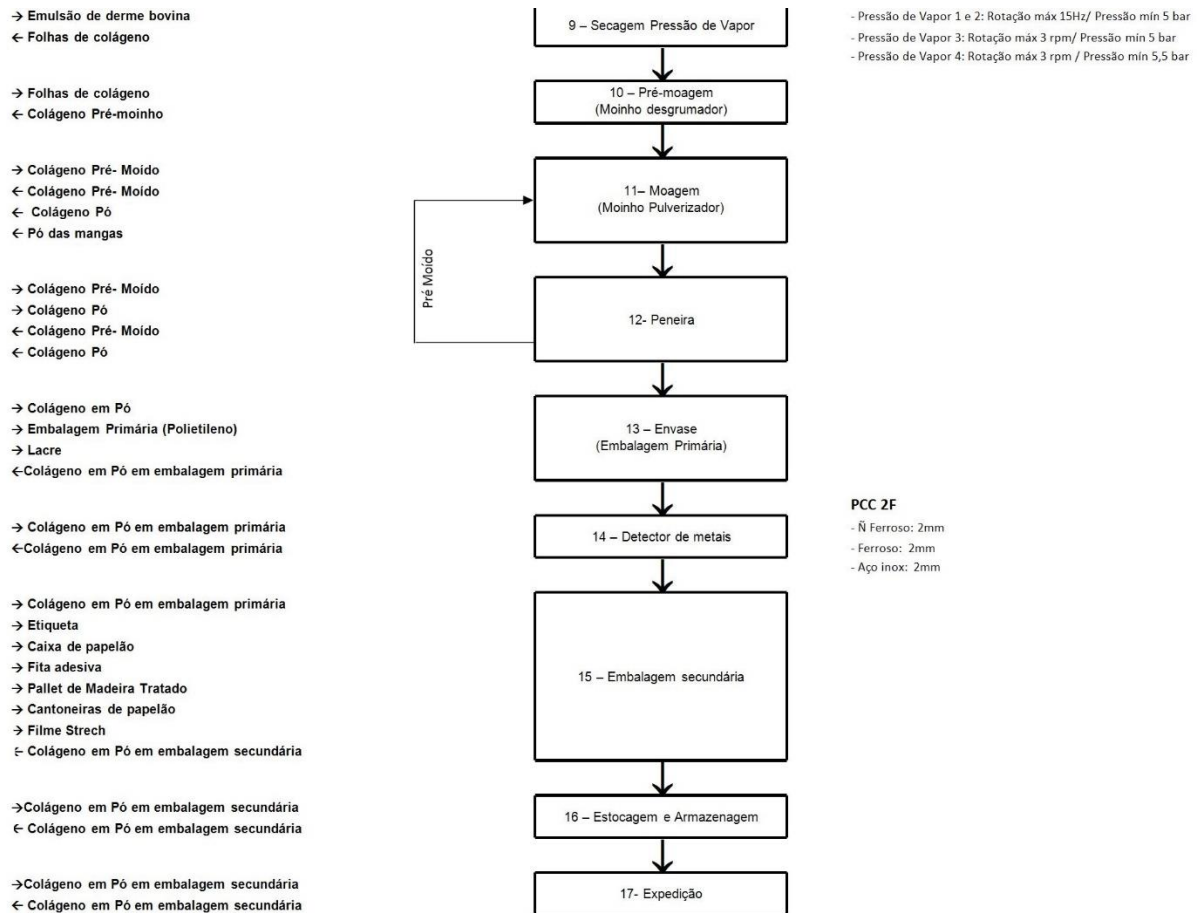 → Emulsão de derme bovina
← Folhas de colágeno
9 – Secagem Pressão de Vapor
- Pressão de Vapor 1 e 2: Rotação máx 15Hz/ Pressão mín 5 bar
- Pressão de Vapor 3: Rotação máx 3 rpm/ Pressão mín 5 bar
- Pressão de Vapor 4: Rotação máx 3 rpm / Pressão mín 5,5 bar
→ Folhas de colágeno
← Colágeno Pré-moinho
10 – Pré-moagem
(Moinho desgrumador)
→ Colágeno Pré- Moído
← Colágeno Pré- Moído
← Colágeno Pó
← Pó das mangas
11– Moagem
(Moinho Pulverizador)
Pré Moído
→ Colágeno Pré- Moído
→ Colágeno Pó
← Colágeno Pré- Moído
← Colágeno Pó
12- Peneira
→ Colágeno em Pó
→ Embalagem Primária (Polietileno)
→ Lacre
←Colágeno em Pó em embalagem primária
13 – Envase
(Embalagem Primária)
→ Colágeno em Pó em embalagem primária
←Colágeno em Pó em embalagem primária
14 – Detector de metais
PCC 2F
- Ñ Ferroso: 2mm
- Ferroso: 2mm
- Aço inox: 2mm
→ Colágeno em Pó em embalagem primária
→ Etiqueta
→ Caixa de papelão
→ Fita adesiva
→ Pallet de Madeira Tratado
→ Cantoneiras de papelão
→ Filme Strech
← Colágeno em Pó em embalagem secundária
15 – Embalagem secundária
→Colágeno em Pó em embalagem secundária
← Colágeno em Pó em embalagem secundária
16 – Estocagem e Armazenagem
→Colágeno em Pó em embalagem secundária
← Colágeno em Pó em embalagem secundária
17- Expedição